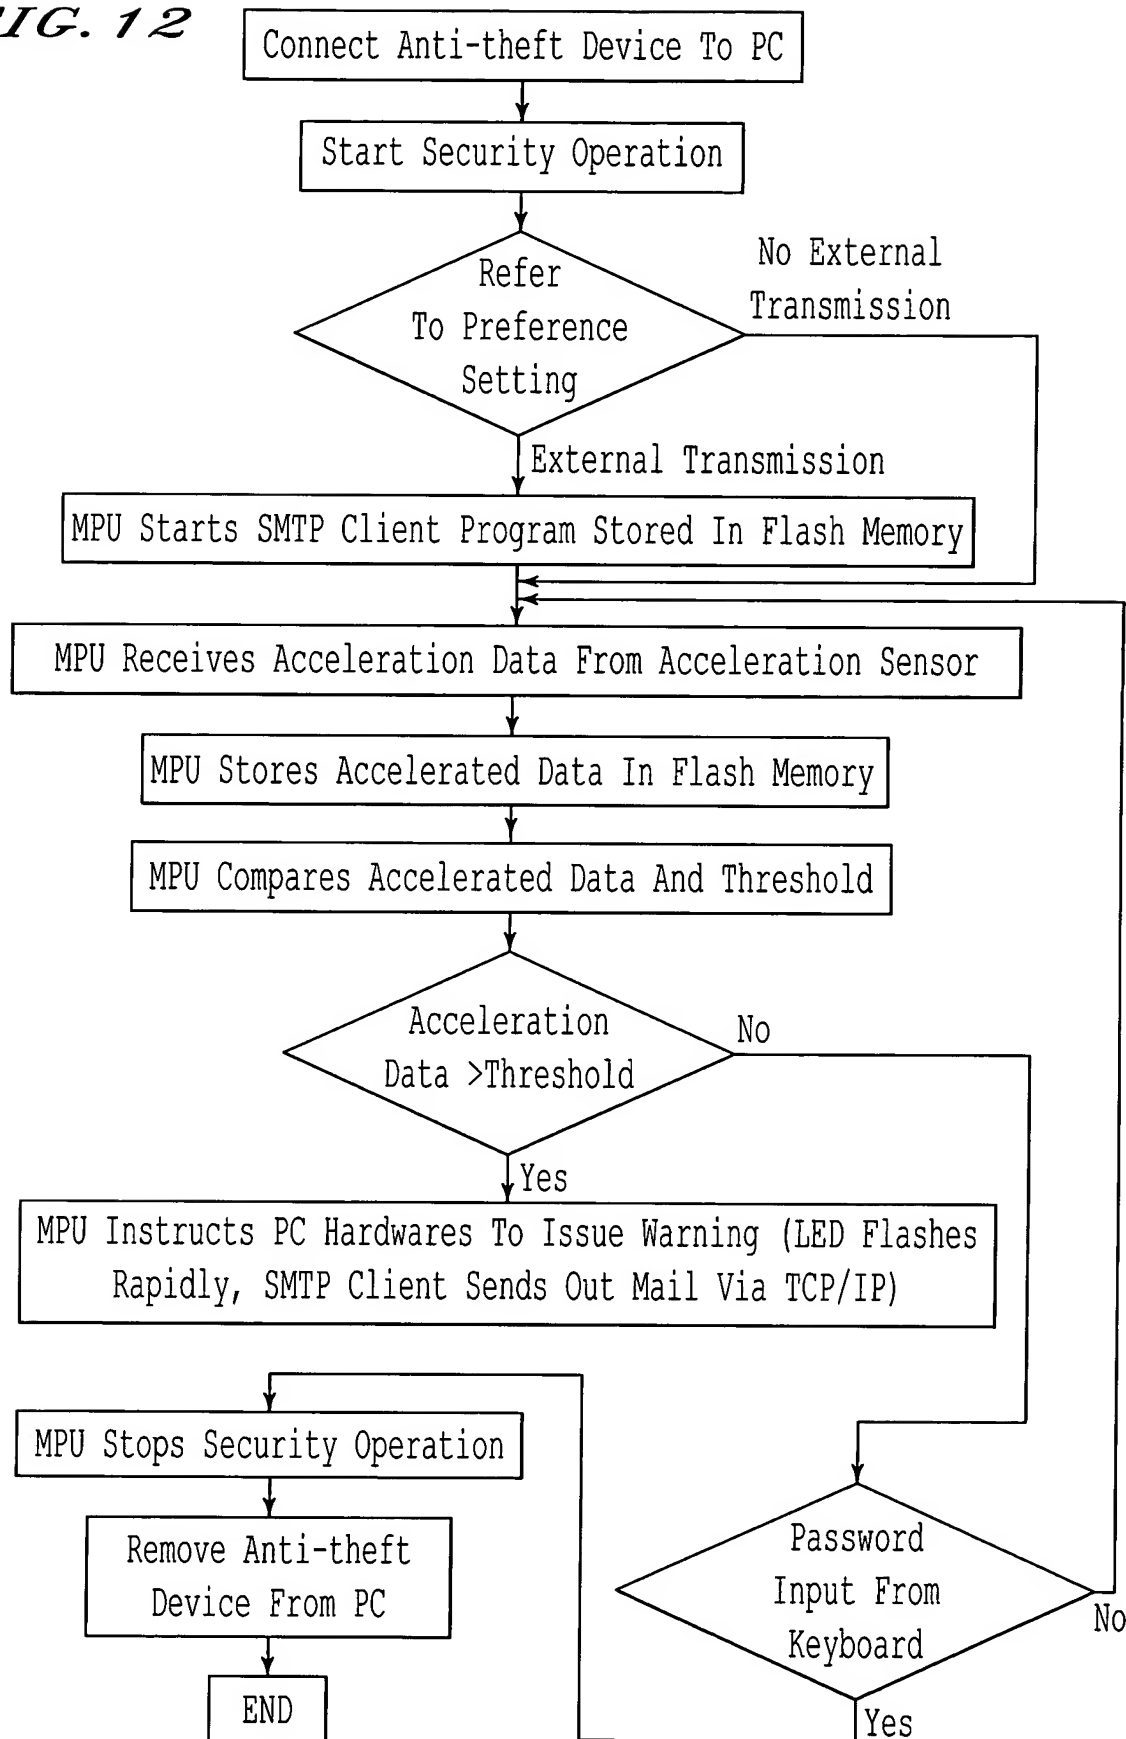 FIG. 12
Connect Anti-theft Device To PC
Start Security Operation
Refer
To Preference
Setting
No External
Transmission
External Transmission
MPU Starts SMTP Client Program Stored In Flash Memory
MPU Receives Acceleration Data From Acceleration Sensor
MPU Stores Accelerated Data In Flash Memory
MPU Compares Accelerated Data And Threshold
Acceleration
Data >Threshold
No
Yes
MPU Instructs PC Hardwares To Issue Warning (LED Flashes
Rapidly, SMTP Client Sends Out Mail Via TCP/IP)
MPU Stops Security Operation
Remove Anti-theft
Device From PC
END
Password
Input From
Keyboard
No
Yes